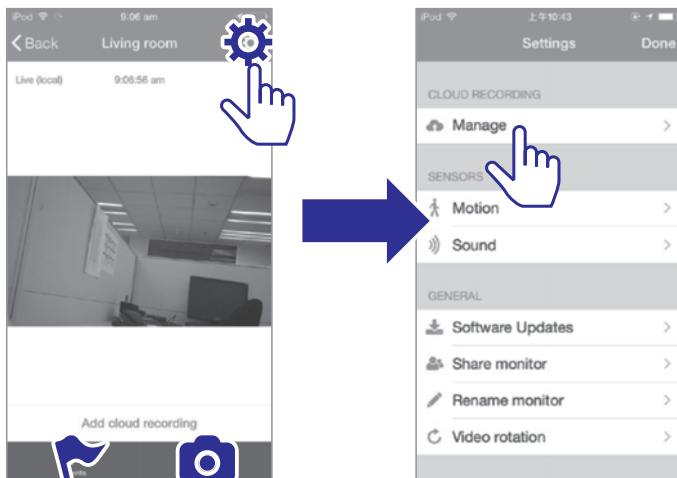 iPod
9:06 am
Back
Living room
Live (local)
9:06:56 am
Add cloud recording
iPod
上午10:43
Settings
Done
CLOUD RECORDING
Manage
SENSORS
Motion
Sound
GENERAL
Software Updates
Share monitor
Rename monitor
Video rotation